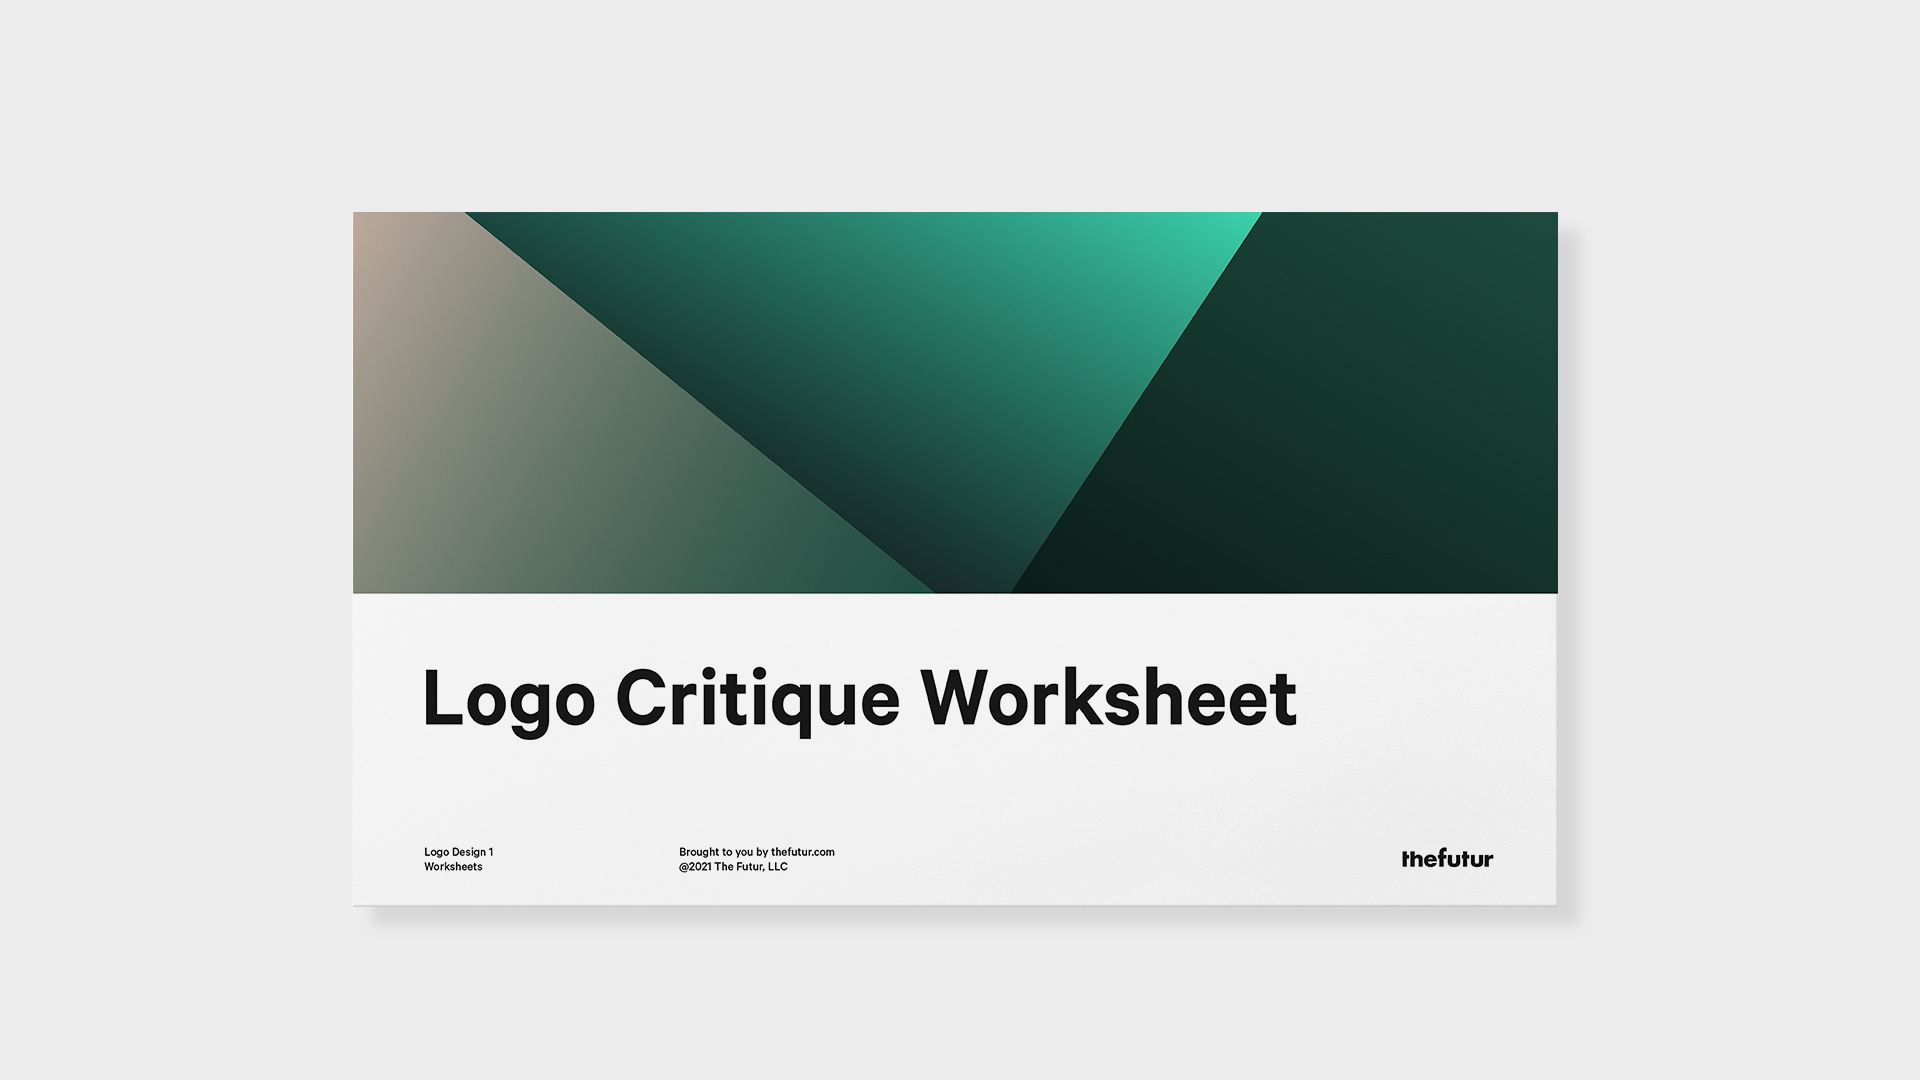 Logo Critique Worksheet
Logo Design 1
Worksheets
Brought to you by thefutur.com
@2021 The Futur, LLC
thefutur